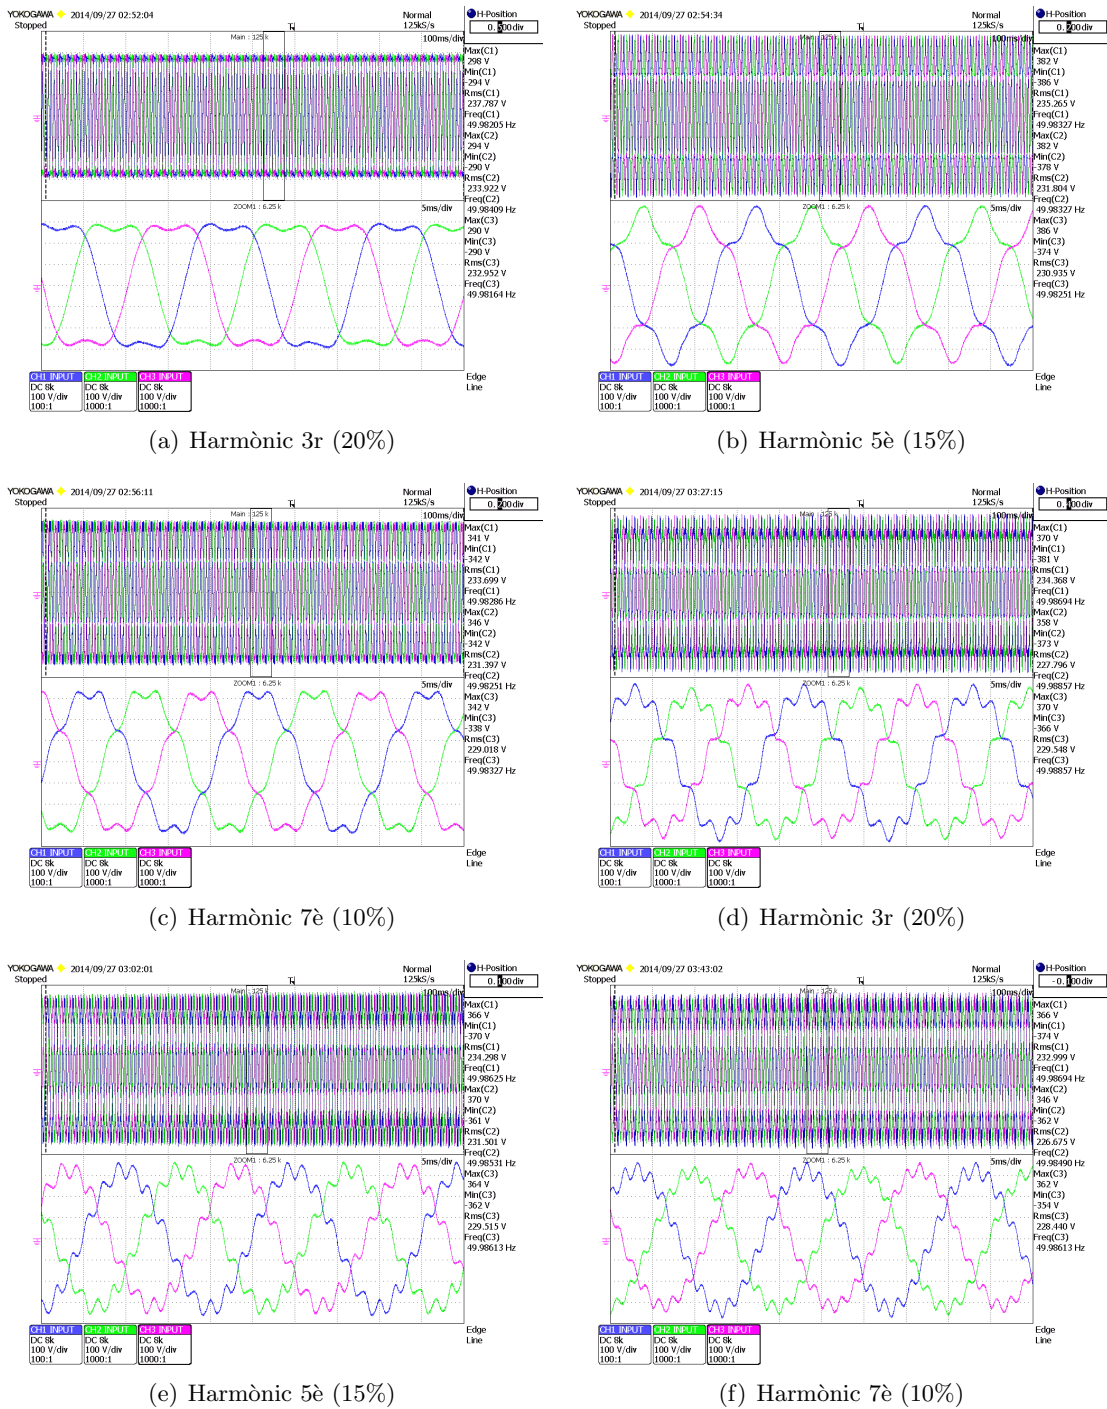 YOKOGAWA 2014/09/27 02:52:04 Normal H-Position
Stopped 125kS/s 0.500div
Main : 125 k 100ms/div
Max(C1)
298 V
Min(C1)
-294 V
Rms(C1)
237.787 V
Freq(C1)
49.98205 Hz
Max(C2)
294 V
Min(C2)
-290 V
Rms(C2)
233.922 V
Freq(C2)
49.98409 Hz
Max(C3)
290 V
Min(C3)
-290 V
Rms(C3)
232.952 V
Freq(C3)
49.98164 Hz
ZOOM1 : 6.25 k 5ms/div
CH1 INPUT CH2 INPUT CH3 INPUT Edge
DC 8k DC 8k DC 8k Line
100 V/div 100 V/div 100 V/div
100:1 1000:1 1000:1
(a) Harmònic 3r (20%)
YOKOGAWA 2014/09/27 02:54:34 Normal H-Position
Stopped 125kS/s 0.200div
Main : 125 k 100ms/div
Max(C1)
382 V
Min(C1)
-386 V
Rms(C1)
235.265 V
Freq(C1)
49.98327 Hz
Max(C2)
382 V
Min(C2)
-378 V
Rms(C2)
231.804 V
Freq(C2)
49.98327 Hz
Max(C3)
386 V
Min(C3)
-374 V
Rms(C3)
230.935 V
Freq(C3)
49.98251 Hz
ZOOM1 : 6.25 k 5ms/div
CH1 INPUT CH2 INPUT CH3 INPUT Edge
DC 8k DC 8k DC 8k Line
100 V/div 100 V/div 100 V/div
100:1 1000:1 1000:1
(b) Harmònic 5è (15%)
YOKOGAWA 2014/09/27 02:56:11 Normal H-Position
Stopped 125kS/s 0.200div
Main : 125 k 100ms/div
Max(C1)
341 V
Min(C1)
-342 V
Rms(C1)
233.699 V
Freq(C1)
49.98286 Hz
Max(C2)
346 V
Min(C2)
-342 V
Rms(C2)
231.397 V
Freq(C2)
49.98251 Hz
Max(C3)
342 V
Min(C3)
-338 V
Rms(C3)
229.018 V
Freq(C3)
49.98327 Hz
ZOOM1 : 6.25 k 5ms/div
CH1 INPUT CH2 INPUT CH3 INPUT Edge
DC 8k DC 8k DC 8k Line
100 V/div 100 V/div 100 V/div
100:1 1000:1 1000:1
(c) Harmònic 7è (10%)
YOKOGAWA 2014/09/27 03:27:15 Normal H-Position
Stopped 125kS/s 0.100div
Main : 125 k 100ms/div
Max(C1)
370 V
Min(C1)
-381 V
Rms(C1)
234.368 V
Freq(C1)
49.98694 Hz
Max(C2)
358 V
Min(C2)
-373 V
Rms(C2)
227.796 V
Freq(C2)
49.98857 Hz
Max(C3)
370 V
Min(C3)
-366 V
Rms(C3)
229.548 V
Freq(C3)
49.98857 Hz
ZOOM1 : 6.25 k 5ms/div
CH1 INPUT CH2 INPUT CH3 INPUT Edge
DC 8k DC 8k DC 8k Line
100 V/div 100 V/div 100 V/div
100:1 1000:1 1000:1
(d) Harmònic 3r (20%)
YOKOGAWA 2014/09/27 03:02:01 Normal H-Position
Stopped 125kS/s 0.100div
Main : 125 k 100ms/div
Max(C1)
366 V
Min(C1)
-370 V
Rms(C1)
234.298 V
Freq(C1)
49.98625 Hz
Max(C2)
370 V
Min(C2)
-361 V
Rms(C2)
231.501 V
Freq(C2)
49.98531 Hz
Max(C3)
364 V
Min(C3)
-362 V
Rms(C3)
229.515 V
Freq(C3)
49.98613 Hz
ZOOM1 : 6.25 k 5ms/div
CH1 INPUT CH2 INPUT CH3 INPUT Edge
DC 8k DC 8k DC 8k Line
100 V/div 100 V/div 100 V/div
100:1 1000:1 1000:1
(e) Harmònic 5è (15%)
YOKOGAWA 2014/09/27 03:43:02 Normal H-Position
Stopped 125kS/s -0.100div
Main : 125 k 100ms/div
Max(C1)
366 V
Min(C1)
-374 V
Rms(C1)
232.999 V
Freq(C1)
49.98694 Hz
Max(C2)
346 V
Min(C2)
-362 V
Rms(C2)
226.675 V
Freq(C2)
49.98490 Hz
Max(C3)
362 V
Min(C3)
-354 V
Rms(C3)
228.440 V
Freq(C3)
49.98613 Hz
ZOOM1 : 6.25 k 5ms/div
CH1 INPUT CH2 INPUT CH3 INPUT Edge
DC 8k DC 8k DC 8k Line
100 V/div 100 V/div 100 V/div
100:1 1000:1 1000:1
(f) Harmònic 7è (10%)